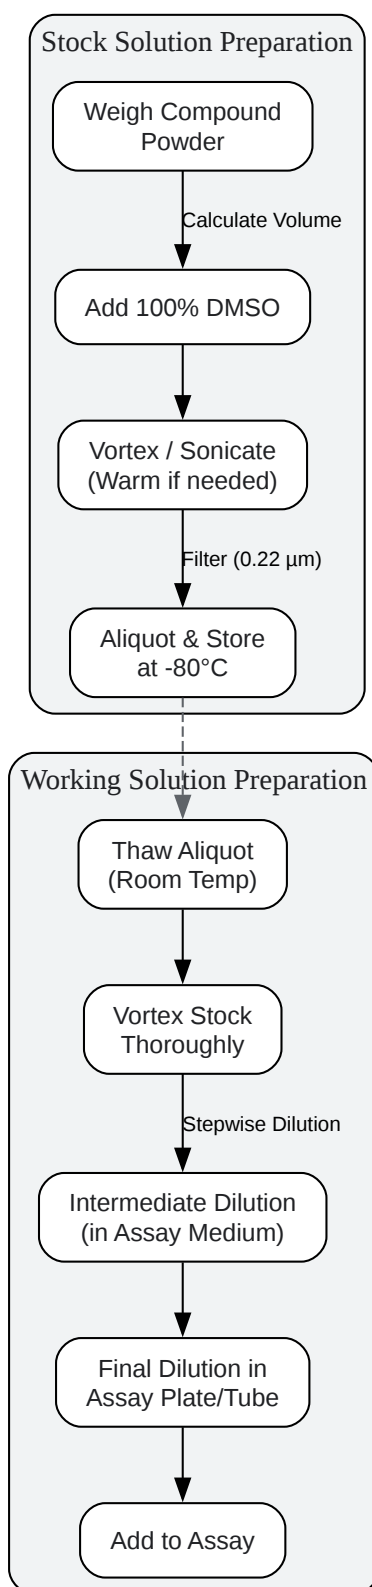 Stock Solution Preparation
Weigh Compound
Powder
Calculate Volume
Add 100% DMSO
Vortex / Sonicate
(Warm if needed)
Filter (0.22 µm)
Aliquot & Store
at -80°C
Working Solution Preparation
Thaw Aliquot
(Room Temp)
Vortex Stock
Thoroughly
Stepwise Dilution
Intermediate Dilution
(in Assay Medium)
Final Dilution in
Assay Plate/Tube
Add to Assay